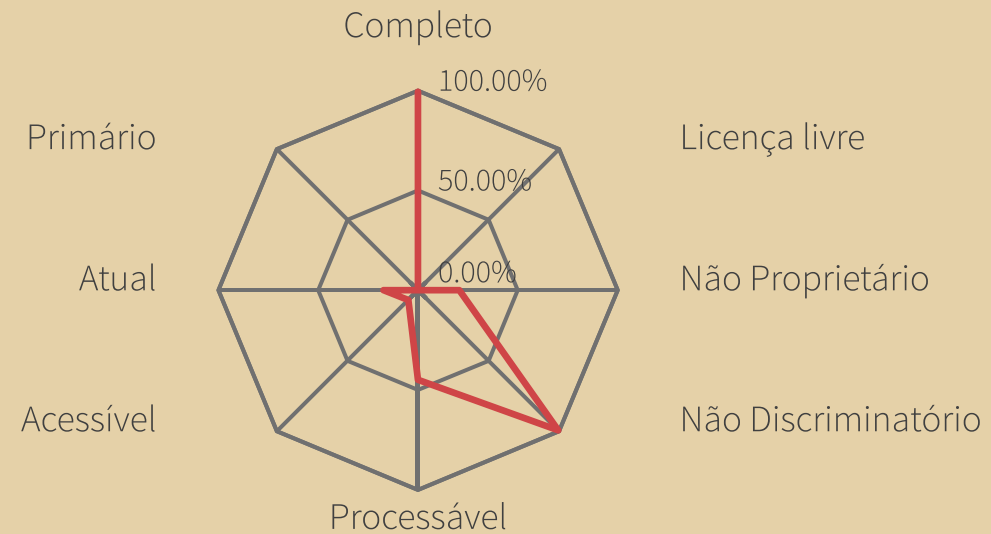 Completo
100.00%
Primário
Licença livre
50.00%
0.00%
Atual
Não Proprietário
Acessível
Não Discriminatório
Processável